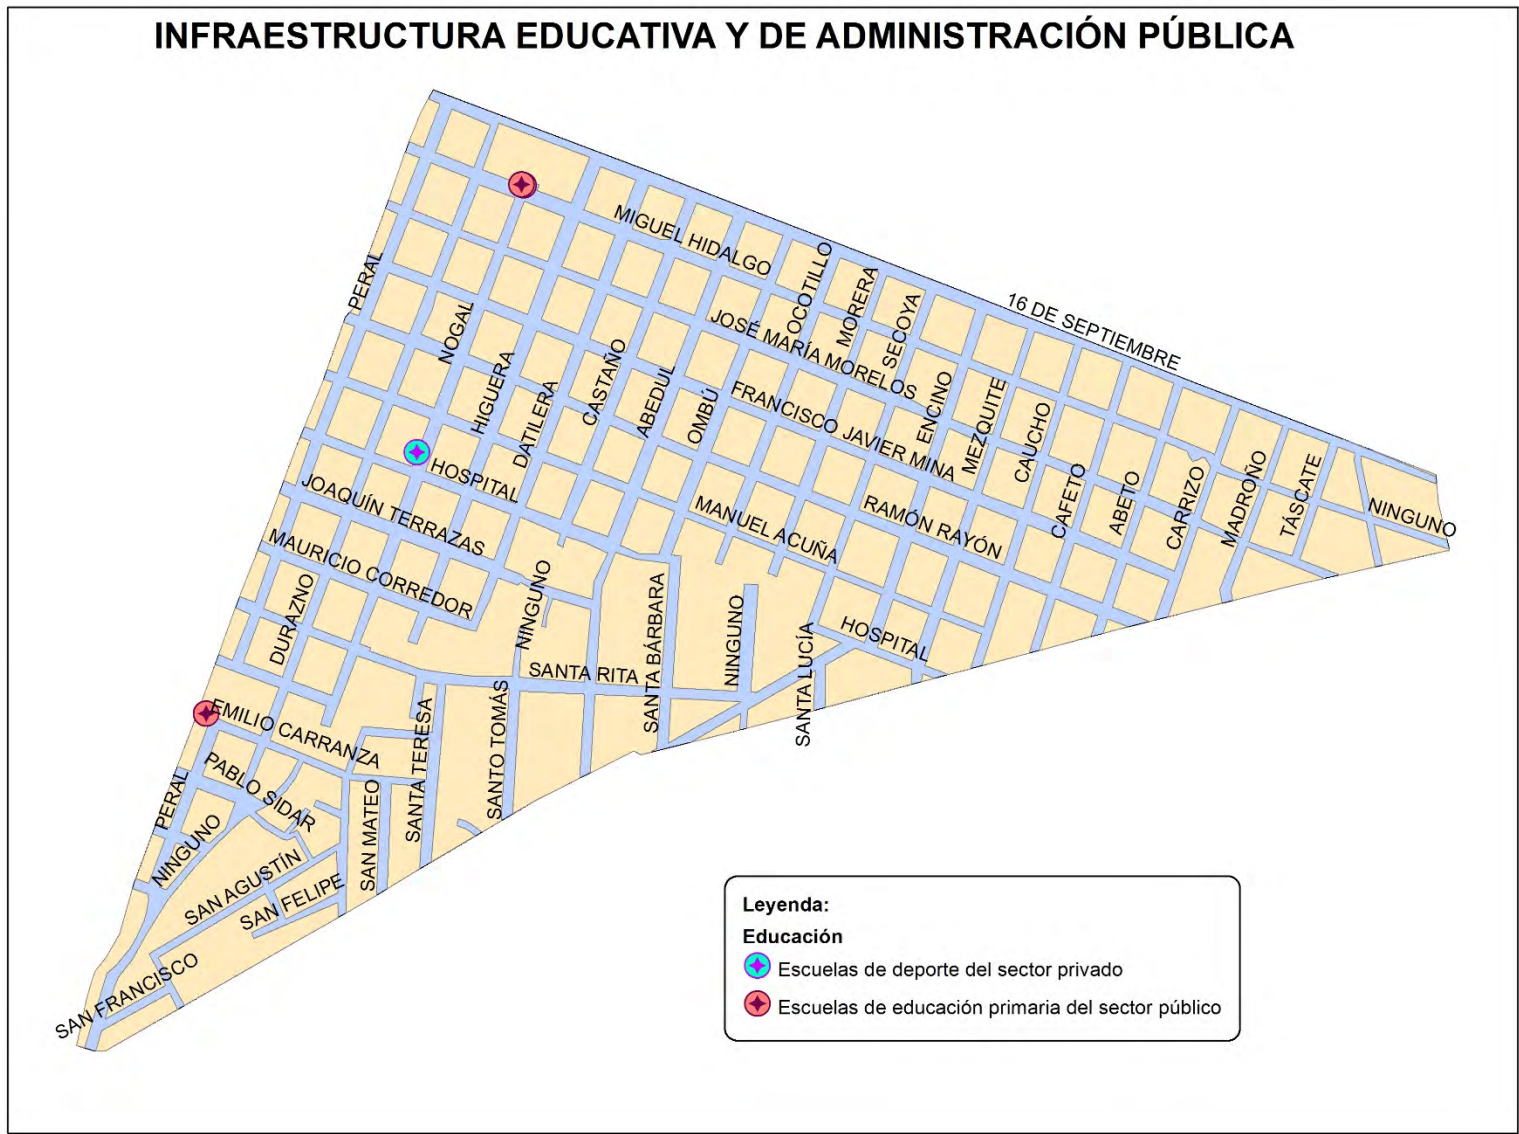 INFRAESTRUCTURA EDUCATIVA Y DE ADMINISTRACIÓN PÚBLICA
MIGUEL HIDALGO
PERAL
OCOTILLO
MORERA
SECOYA
16 DE SEPTIEMBRE
NOGAL
JOSÉ MARÍA MORELOS
HIGUERA
DATILERA
CASTAÑO
ABEDUL
OMBÚ
FRANCISCO JAVIER MINA
ENCINO
MEZQUITE
CAUCHO
CAFETO
ABETO
CARRIZO
MADROÑO
TÁSCATE
NINGUNO
HOSPITAL
JOAQUÍN TERRAZAS
MANUEL ACUÑA
RAMÓN RAYÓN
MAURICIO CORREDOR
DURAZNO
NINGUNO
SANTA RITA
SANTA BÁRBARA
NINGUNO
SANTA LUCÍA
HOSPITAL
EMILIO CARRANZA
SANTA TERESA
SANTO TOMÁS
PERAL
PABLO SIDAR
NINGUNO
SAN MATEO
SAN AGUSTÍN
SAN FELIPE
SAN FRANCISCO
Leyenda:
Educación
Escuelas de deporte del sector privado
Escuelas de educación primaria del sector público